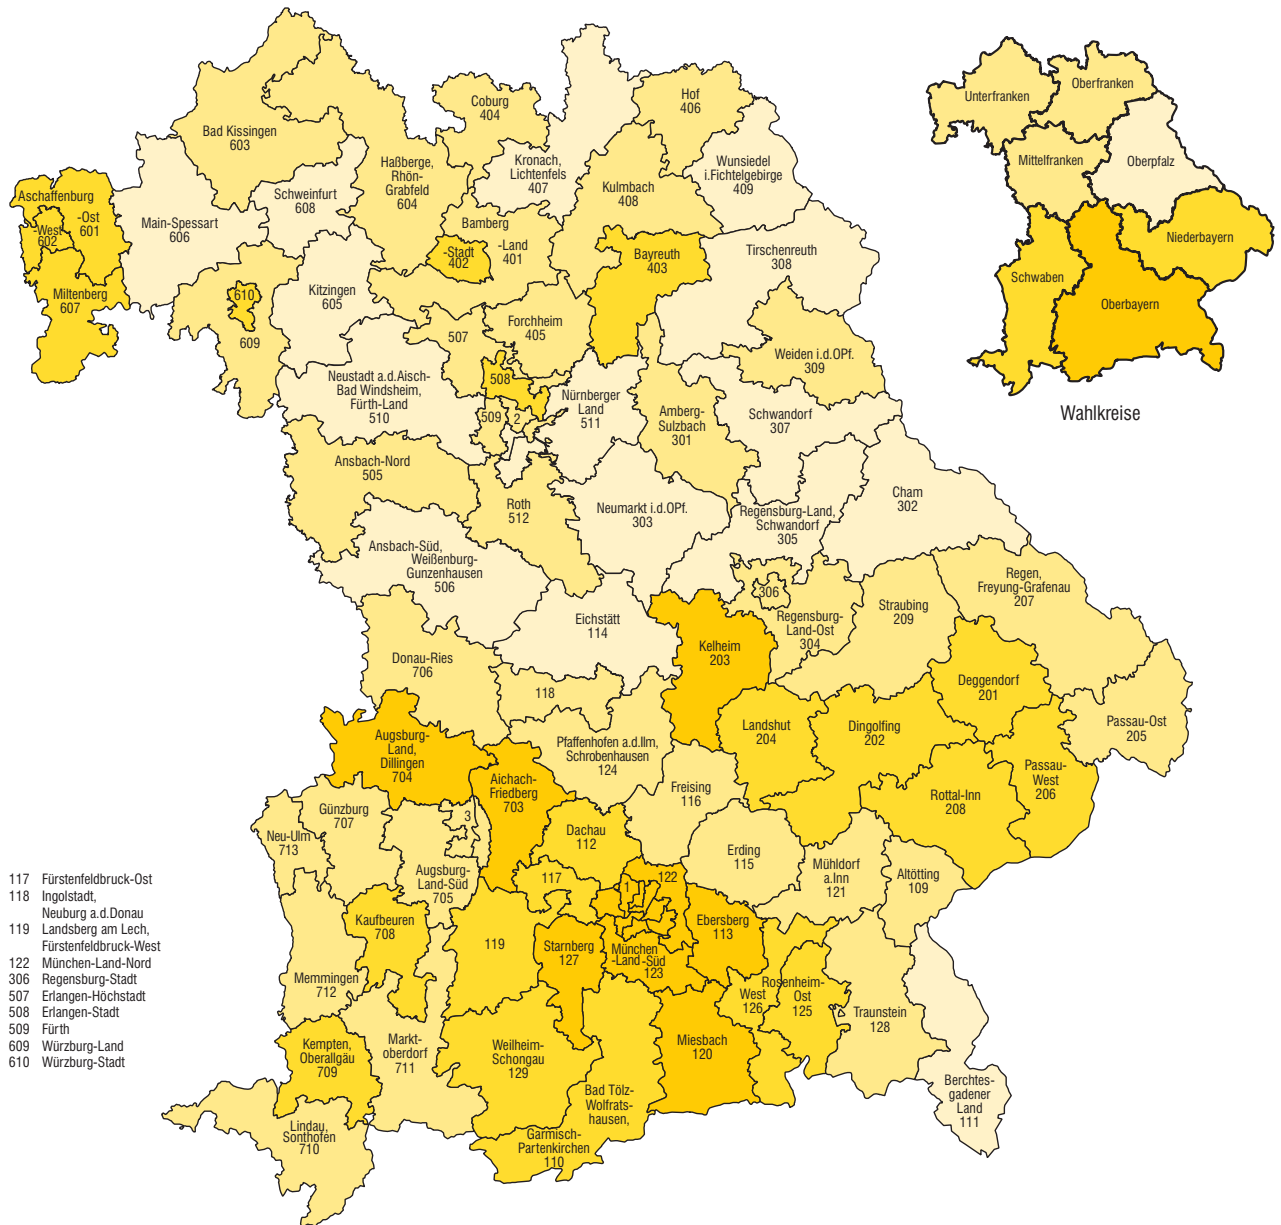 Coburg
404
Hof
406
Bad Kissingen
603
Haßberge,
Rhön-
Grabfeld
604
Kronach,
Lichtenfels
407
Kulmbach
408
Wunsiedel
i.Fichtelgebirge
409
Schweinfurt
608
Aschaffenburg
-Ost
601
-West
602
Main-Spessart
606
Miltenberg
607
Bamberg
-Land
401
-Stadt
402
Bayreuth
403
Tirschenreuth
308
Kitzingen
605
610
609
507
Forchheim
405
508
509
2
Weiden i.d.OPf.
309
Neustadt a.d.Aisch-
Bad Windsheim,
Fürth-Land
510
Nürnberger
Land
511
Amberg-
Sulzbach
301
Schwandorf
307
Ansbach-Nord
505
Roth
512
Neumarkt i.d.OPf.
303
Regensburg-Land,
Schwandorf
305
Cham
302
Ansbach-Süd,
Weißenburg-
Gunzenhausen
506
Eichstätt
114
306
Regensburg-
Land-Ost
304
Straubing
209
Regen,
Freyung-Grafenau
207
Kelheim
203
Donau-Ries
706
118
Deggendorf
201
Passau-Ost
205
Landshut
204
Dingolfing
202
Augsburg-
Land,
Dillingen
704
Pfaffenhofen a.d.Ilm,
Schrobenhausen
124
Aichach-
Friedberg
703
Freising
116
Passau-
West
206
Rottal-Inn
208
Günzburg
707
3
Neu-Ulm
713
Dachau
112
Erding
115
Mühldorf
a.Inn
121
Altötting
109
Augsburg-
Land-Süd
705
117
1
122
Kaufbeuren
708
119
Starnberg
127
München
-Land-Süd
123
Ebersberg
113
Memmingen
712
West
126
Rosenheim-
Ost
125
Traunstein
128
Kempten,
Oberallgäu
709
Markt-
oberdorf
711
Weilheim-
Schongau
129
Miesbach
120
Bad Tölz-
Wolfrats-
hausen,
Garmisch-
Partenkirchen
110
Berchtes-
gadener
Land
111
Lindau,
Sonthofen
710
Unterfranken
Oberfranken
Mittelfranken
Oberpfalz
Niederbayern
Schwaben
Oberbayern
Wahlkreise
117 Fürstenfeldbruck-Ost
118 Ingolstadt,
Neuburg a.d.Donau
119 Landsberg am Lech,
Fürstenfeldbruck-West
122 München-Land-Nord
306 Regensburg-Stadt
507 Erlangen-Höchstadt
508 Erlangen-Stadt
509 Fürth
609 Würzburg-Land
610 Würzburg-Stadt